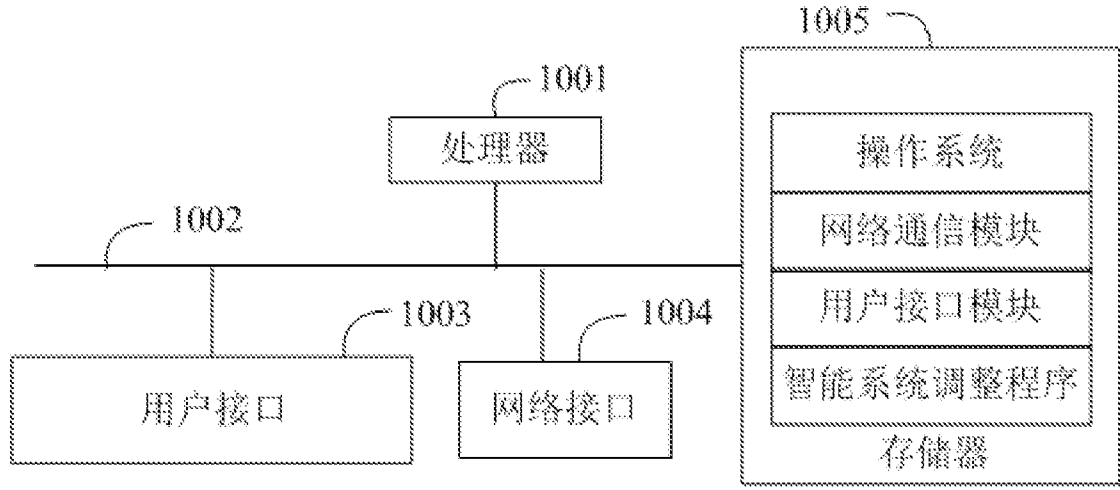 1005
1001
处理器
操作系统
1002
网络通信模块
用户接口模块
1003
1004
智能系统调整程序
用户接口
网络接口
存储器